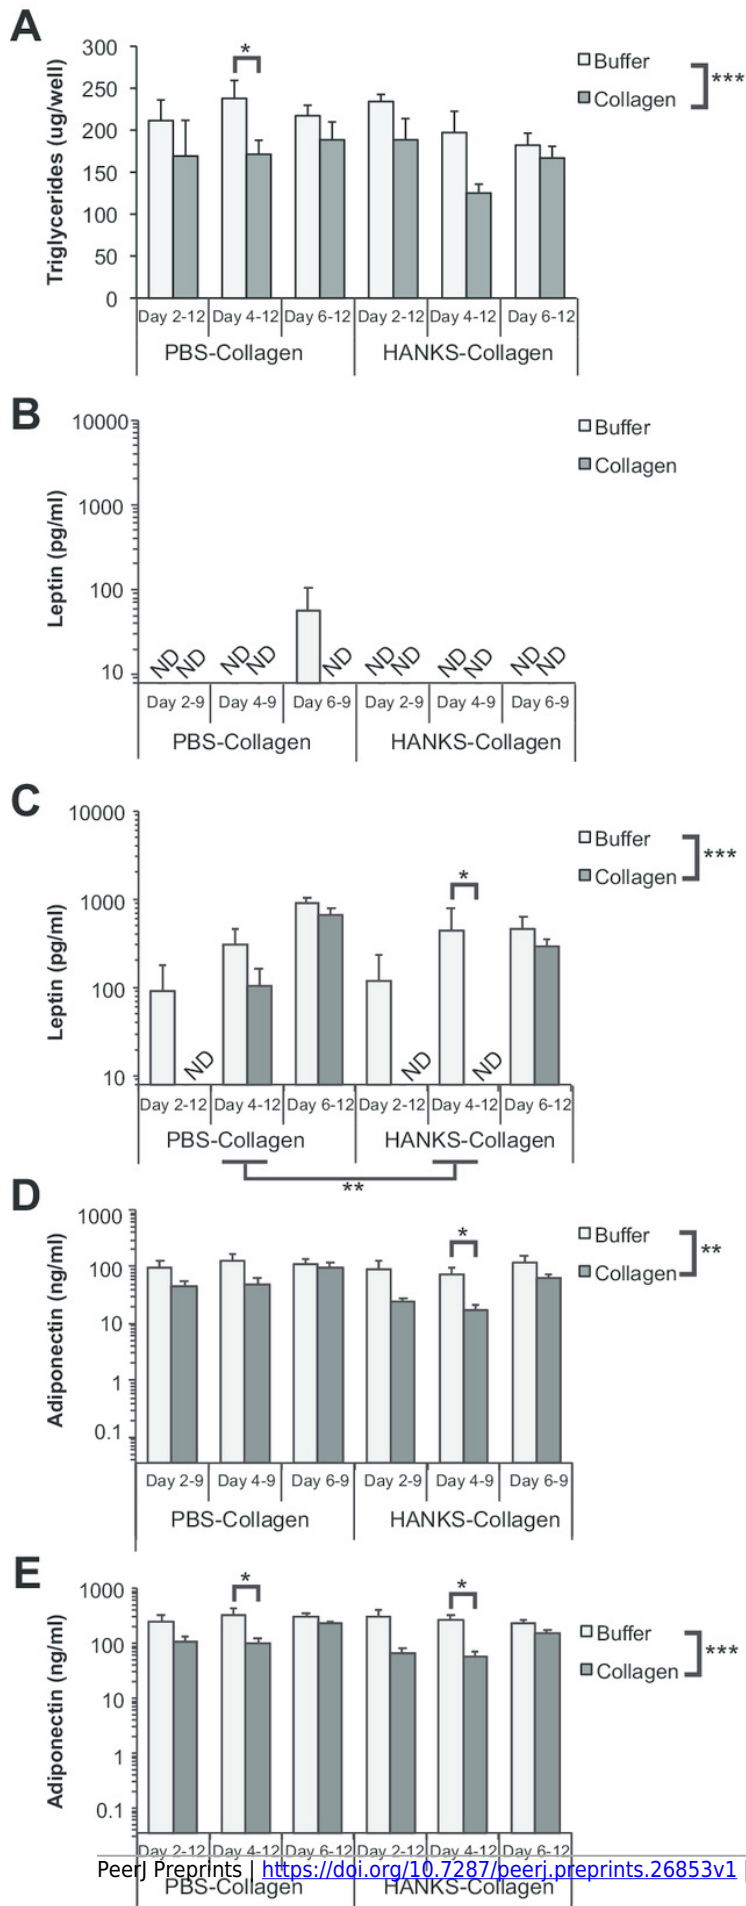 A
300
250
200
150
100
50
0
Triglycerides (ug/well)
*
Buffer
Collagen
***
Day 2-12 Day 4-12 Day 6-12 Day 2-12 Day 4-12 Day 6-12
PBS-Collagen HANKS-Collagen
B
10000
1000
100
10
Leptin (pg/ml)
Buffer
Collagen
ND ND ND ND ND ND ND ND ND ND ND
Day 2-9 Day 4-9 Day 6-9 Day 2-9 Day 4-9 Day 6-9
PBS-Collagen HANKS-Collagen
C
10000
1000
100
10
Leptin (pg/ml)
*
Buffer
Collagen
***
ND ND ND
Day 2-12 Day 4-12 Day 6-12 Day 2-12 Day 4-12 Day 6-12
PBS-Collagen HANKS-Collagen
**
D
1000
100
10
1
0.1
Adiponectin (ng/ml)
*
Buffer
Collagen
**
Day 2-9 Day 4-9 Day 6-9 Day 2-9 Day 4-9 Day 6-9
PBS-Collagen HANKS-Collagen
E
1000
100
10
1
0.1
Adiponectin (ng/ml)
* *
Buffer
Collagen
***
Day 2-12 Day 4-12 Day 6-12 Day 2-12 Day 4-12 Day 6-12
PeerJ Preprints | https://doi.org/10.7287/peerj.preprints.26853v1 |
PBS-Collagen HANKS-Collagen